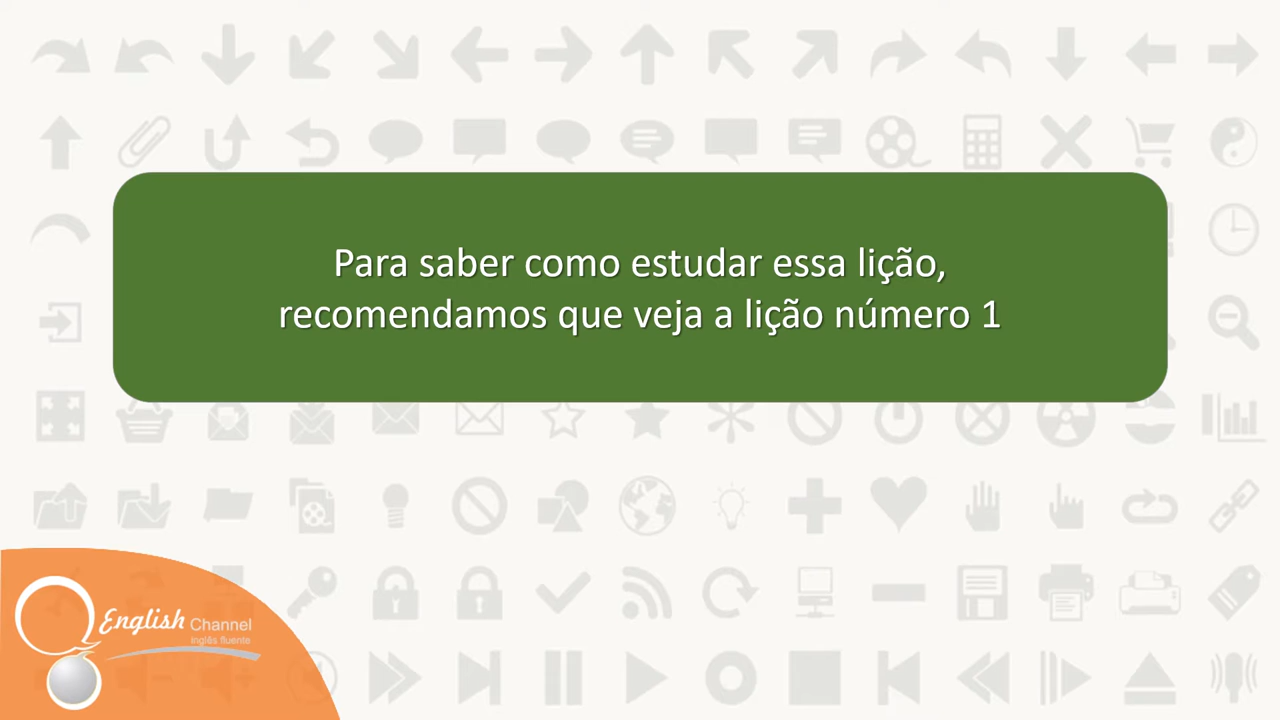 Para saber como estudar essa lição,
recomendamos que veja a lição número 1
English Channel
inglês fluente